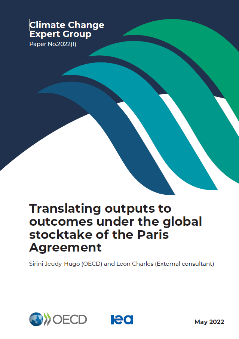 Climate Change
Expert Group
Paper No.2022(1)
Translating outputs to
outcomes under the global
stocktake of the Paris
Agreement
Sirini Jeudy-Hugo (OECD) and Leon Charles (External consultant)
OECD
iea
May 2022